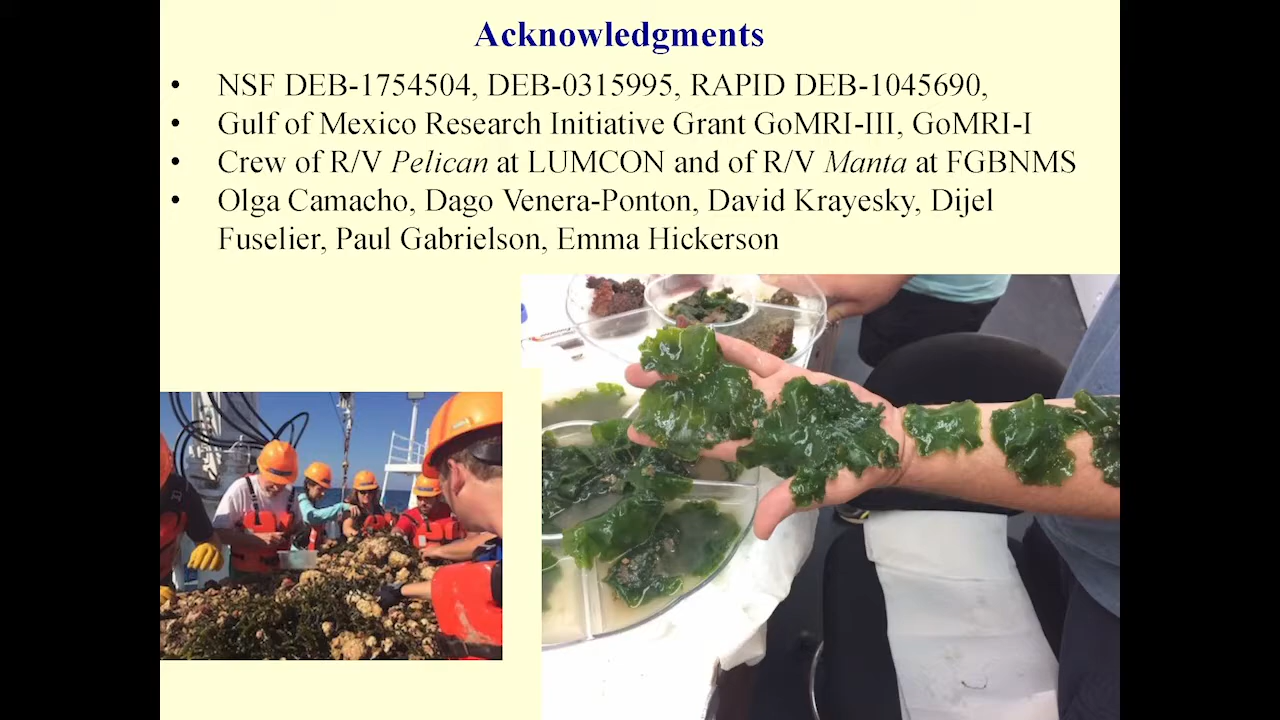 Acknowledgments
• NSF DEB-1754504, DEB-0315995, RAPID DEB-1045690,
• Gulf of Mexico Research Initiative Grant GoMRI-III, GoMRI-I
• Crew of R/V Pelican at LUMCON and of R/V Manta at FGBNMS
• Olga Camacho, Dago Venera-Ponton, David Krayesky, Dijel
Fuselier, Paul Gabrielson, Emma Hickerson